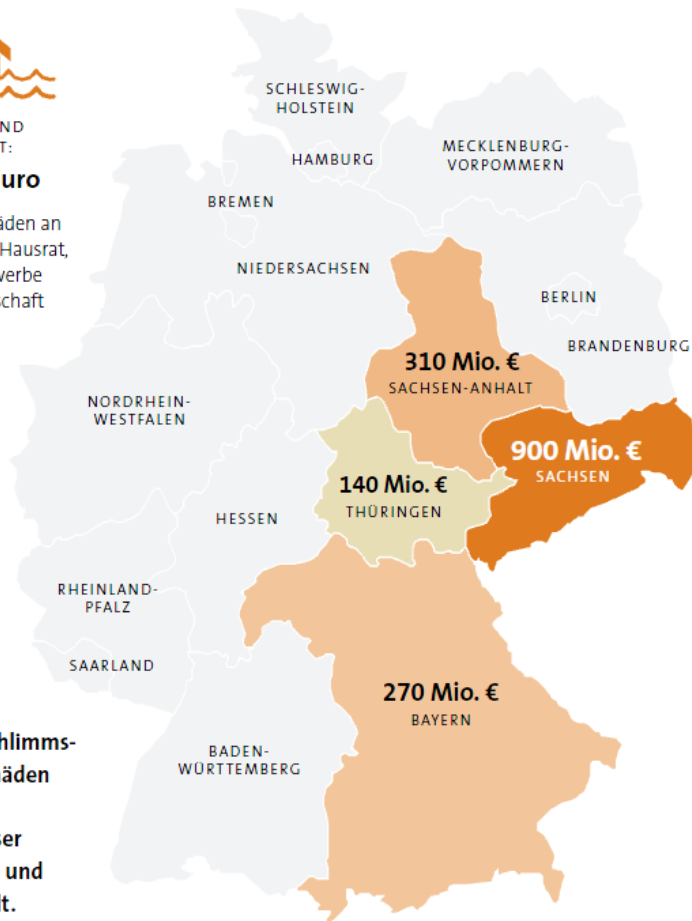 ND
T:
uro
äden an
Hausrat,
werbe
schaft
SCHLESWIG-
HOLSTEIN
HAMBURG
MECKLENBURG-
VORPOMMERN
BREMEN
NIEDERSACHSEN
BERLIN
BRANDENBURG
310 Mio. €
SACHSEN-ANHALT
NORDRHEIN-
WESTFALEN
900 Mio. €
SACHSEN
140 Mio. €
THÜRINGEN
HESSEN
RHEINLAND-
PFALZ
SAARLAND
270 Mio. €
BAYERN
BADEN-
WÜRTTEMBERG
hlimms-
äden
ser
und
lt.